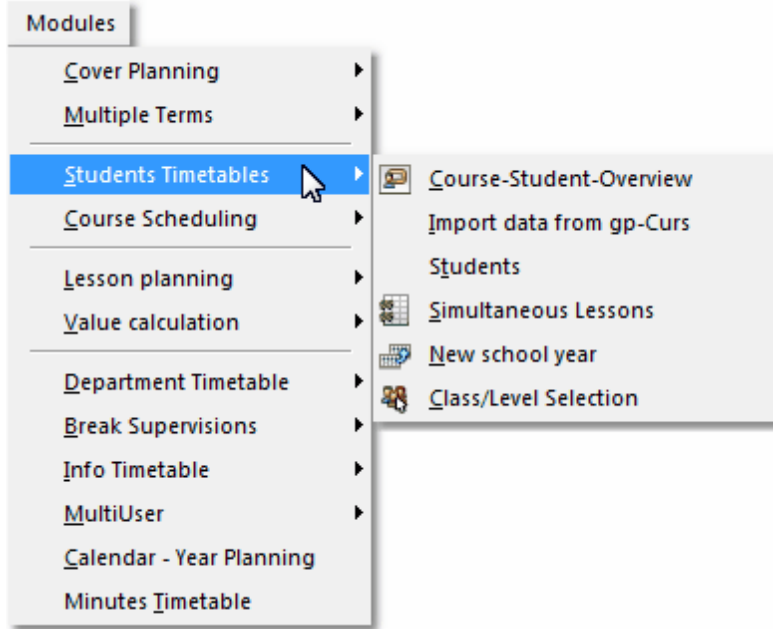 Modules
Cover Planning
Multiple Terms
Students Timetables
Course Scheduling
Lesson planning
Value calculation
Department Timetable
Break Supervisions
Info Timetable
MultiUser
Calendar - Year Planning
Minutes Timetable
Course-Student-Overview
Import data from gp-Curs
Students
Simultaneous Lessons
New school year
Class/Level Selection